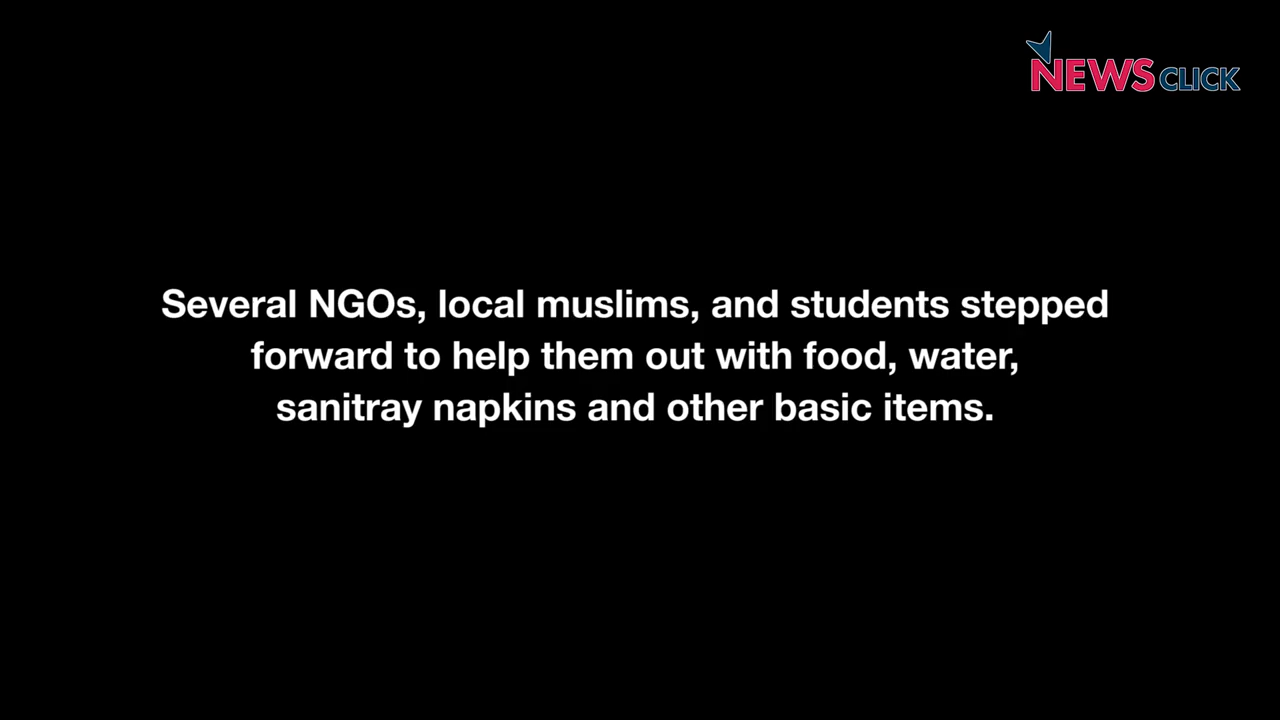 NEWSCLICK
Several NGOs, local muslims, and students stepped
forward to help them out with food, water,
sanitray napkins and other basic items.